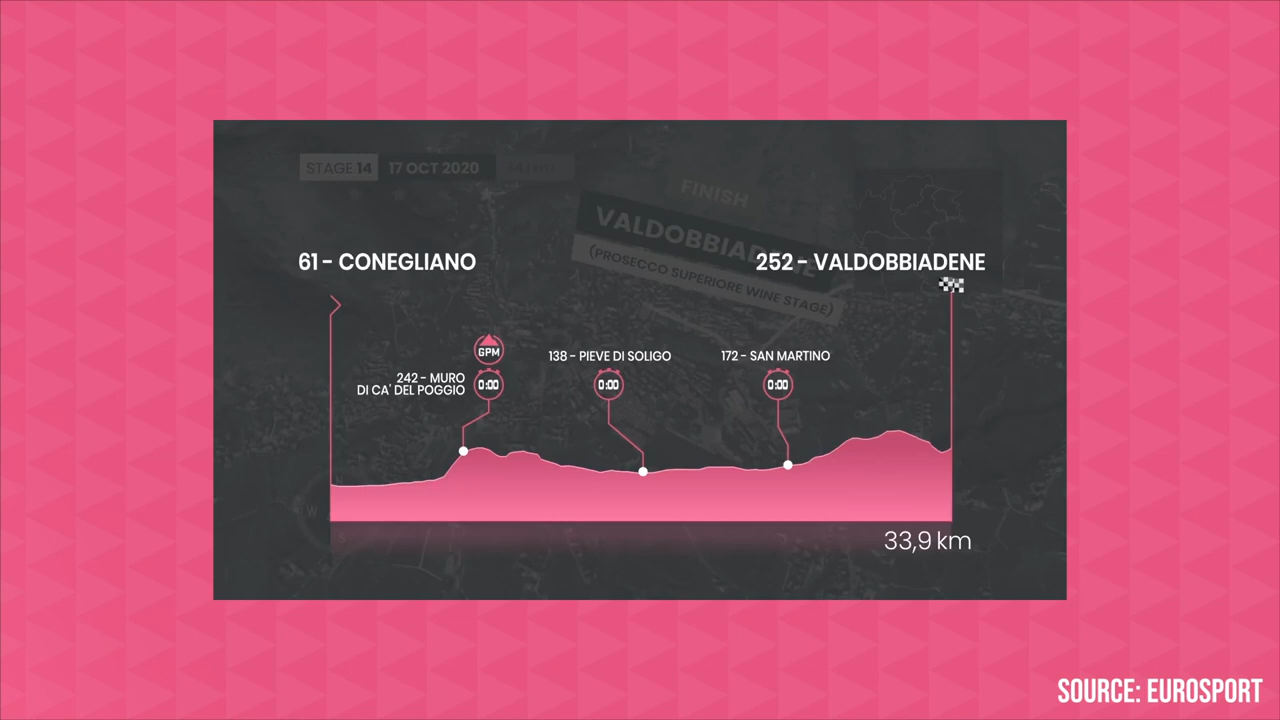 STAGE 14 17 OCT 2020
FINISH
VALDOBBIADENE
(PROSECCO SUPERIORE WINE STAGE)
61 - CONEGLIANO
252 - VALDOBBIADENE
GPM
242 - MURO
DI CA' DEL POGGIO
0:00
138 - PIEVE DI SOLIGO
0:00
172 - SAN MARTINO
0:00
W
S
33,9 km
SOURCE: EUROSPORT